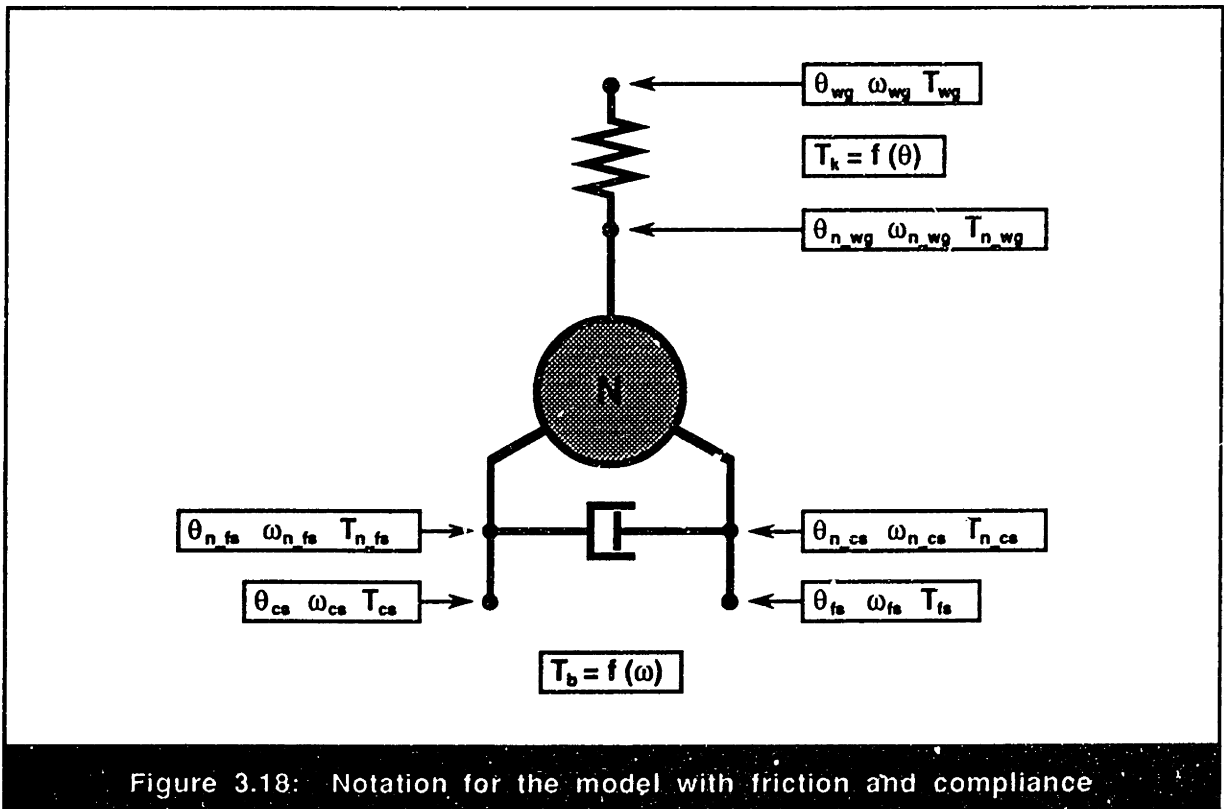 θwg ωwg Twg
Tk = f (θ)
θn_wg ωn_wg Tn_wg
N
θn_fs ωn_fs Tn_fs
θn_cs ωn_cs Tn_cs
θcs ωcs Tcs
θfs ωfs Tfs
Tb = f (ω)
Figure 3.18: Notation for the model with friction and compliance